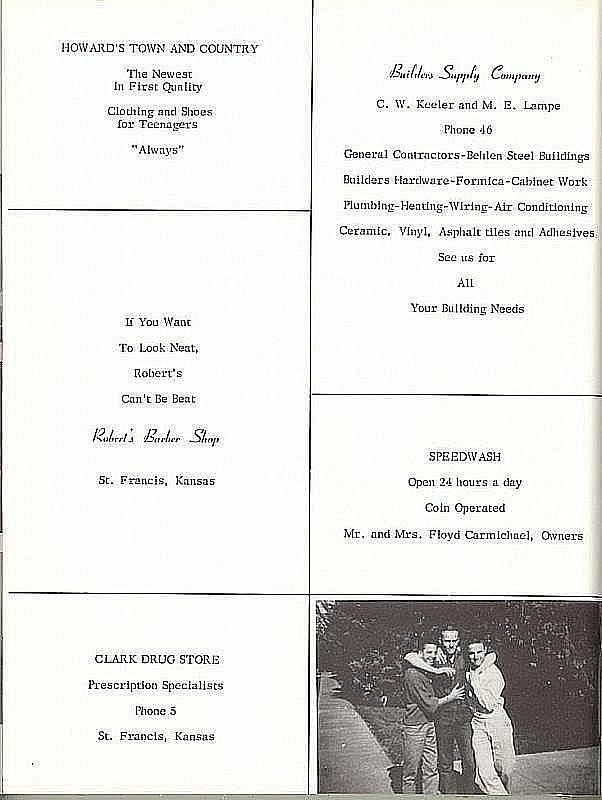 HOWARD'S TOWN AND COUNTRY
The Newest
in First Quality
Clothing and Shoes
for Teenagers
"Always"
If You Want
To Look Neat,
Robert's
Can't Be Beat
Robert's Barber Shop
St. Francis, Kansas
CLARK DRUG STORE
Prescription Specialists
Phone 5
St. Francis, Kansas
Builders Supply Company
C. W. Keeler and M. E. Lampe
Phone 46
General Contractors-Behlen Steel Buildings
Builders Hardware-Formica-Cabinet Work
Plumbing-Heating-Wiring-Air Conditioning
Ceramic, Vinyl, Asphalt tiles and Adhesives
See us for
All
Your Building Needs
SPEEDWASH
Open 24 hours a day
Coin Operated
Mr. and Mrs. Floyd Carmichael, Owners